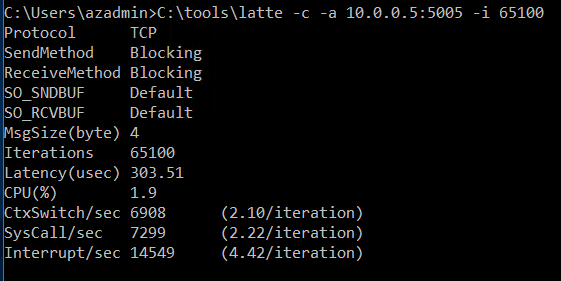 C:\Users\azadmin>C:\tools\latte -c -a 10.0.0.5:5005 -i 65100
Protocol      TCP
SendMethod    Blocking
ReceiveMethod Blocking
SO_SNDBUF     Default
SO_RCVBUF     Default
MsgSize(byte) 4
Iterations    65100
Latency(usec) 303.51
CPU(%)        1.9
CtxSwitch/sec 6908       (2.10/iteration)
SysCall/sec   7299       (2.22/iteration)
Interrupt/sec 14549      (4.42/iteration)